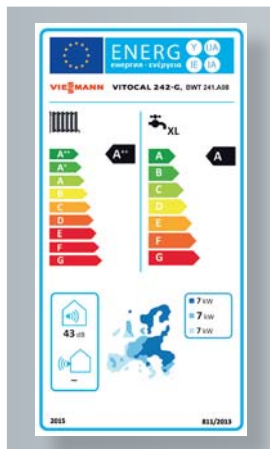 ENERG Y UA
енергия · ενέργεια IE IA
VIESMANN VITOCAL 242-G, BWT 241.A08
XL
A++ A++ A A
A+ B
A C
B D
C E
D F
E G
F
G
43 dB
–
7 kW
7 kW
7 kW
2015 811/2013